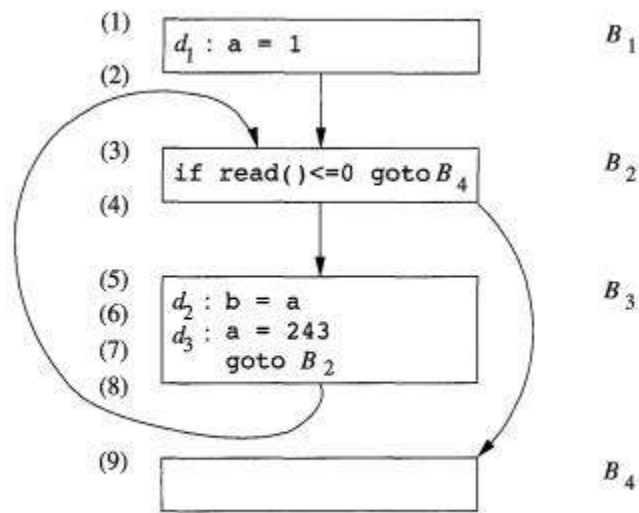 (1)
d₁ : a = 1 B₁
(2)
(3)
if read()<=0 goto B₄ B₂
(4)
(5)
d₂ : b = a B₃
(6)
d₃ : a = 243
(7)
goto B₂
(8)
(9)
B₄